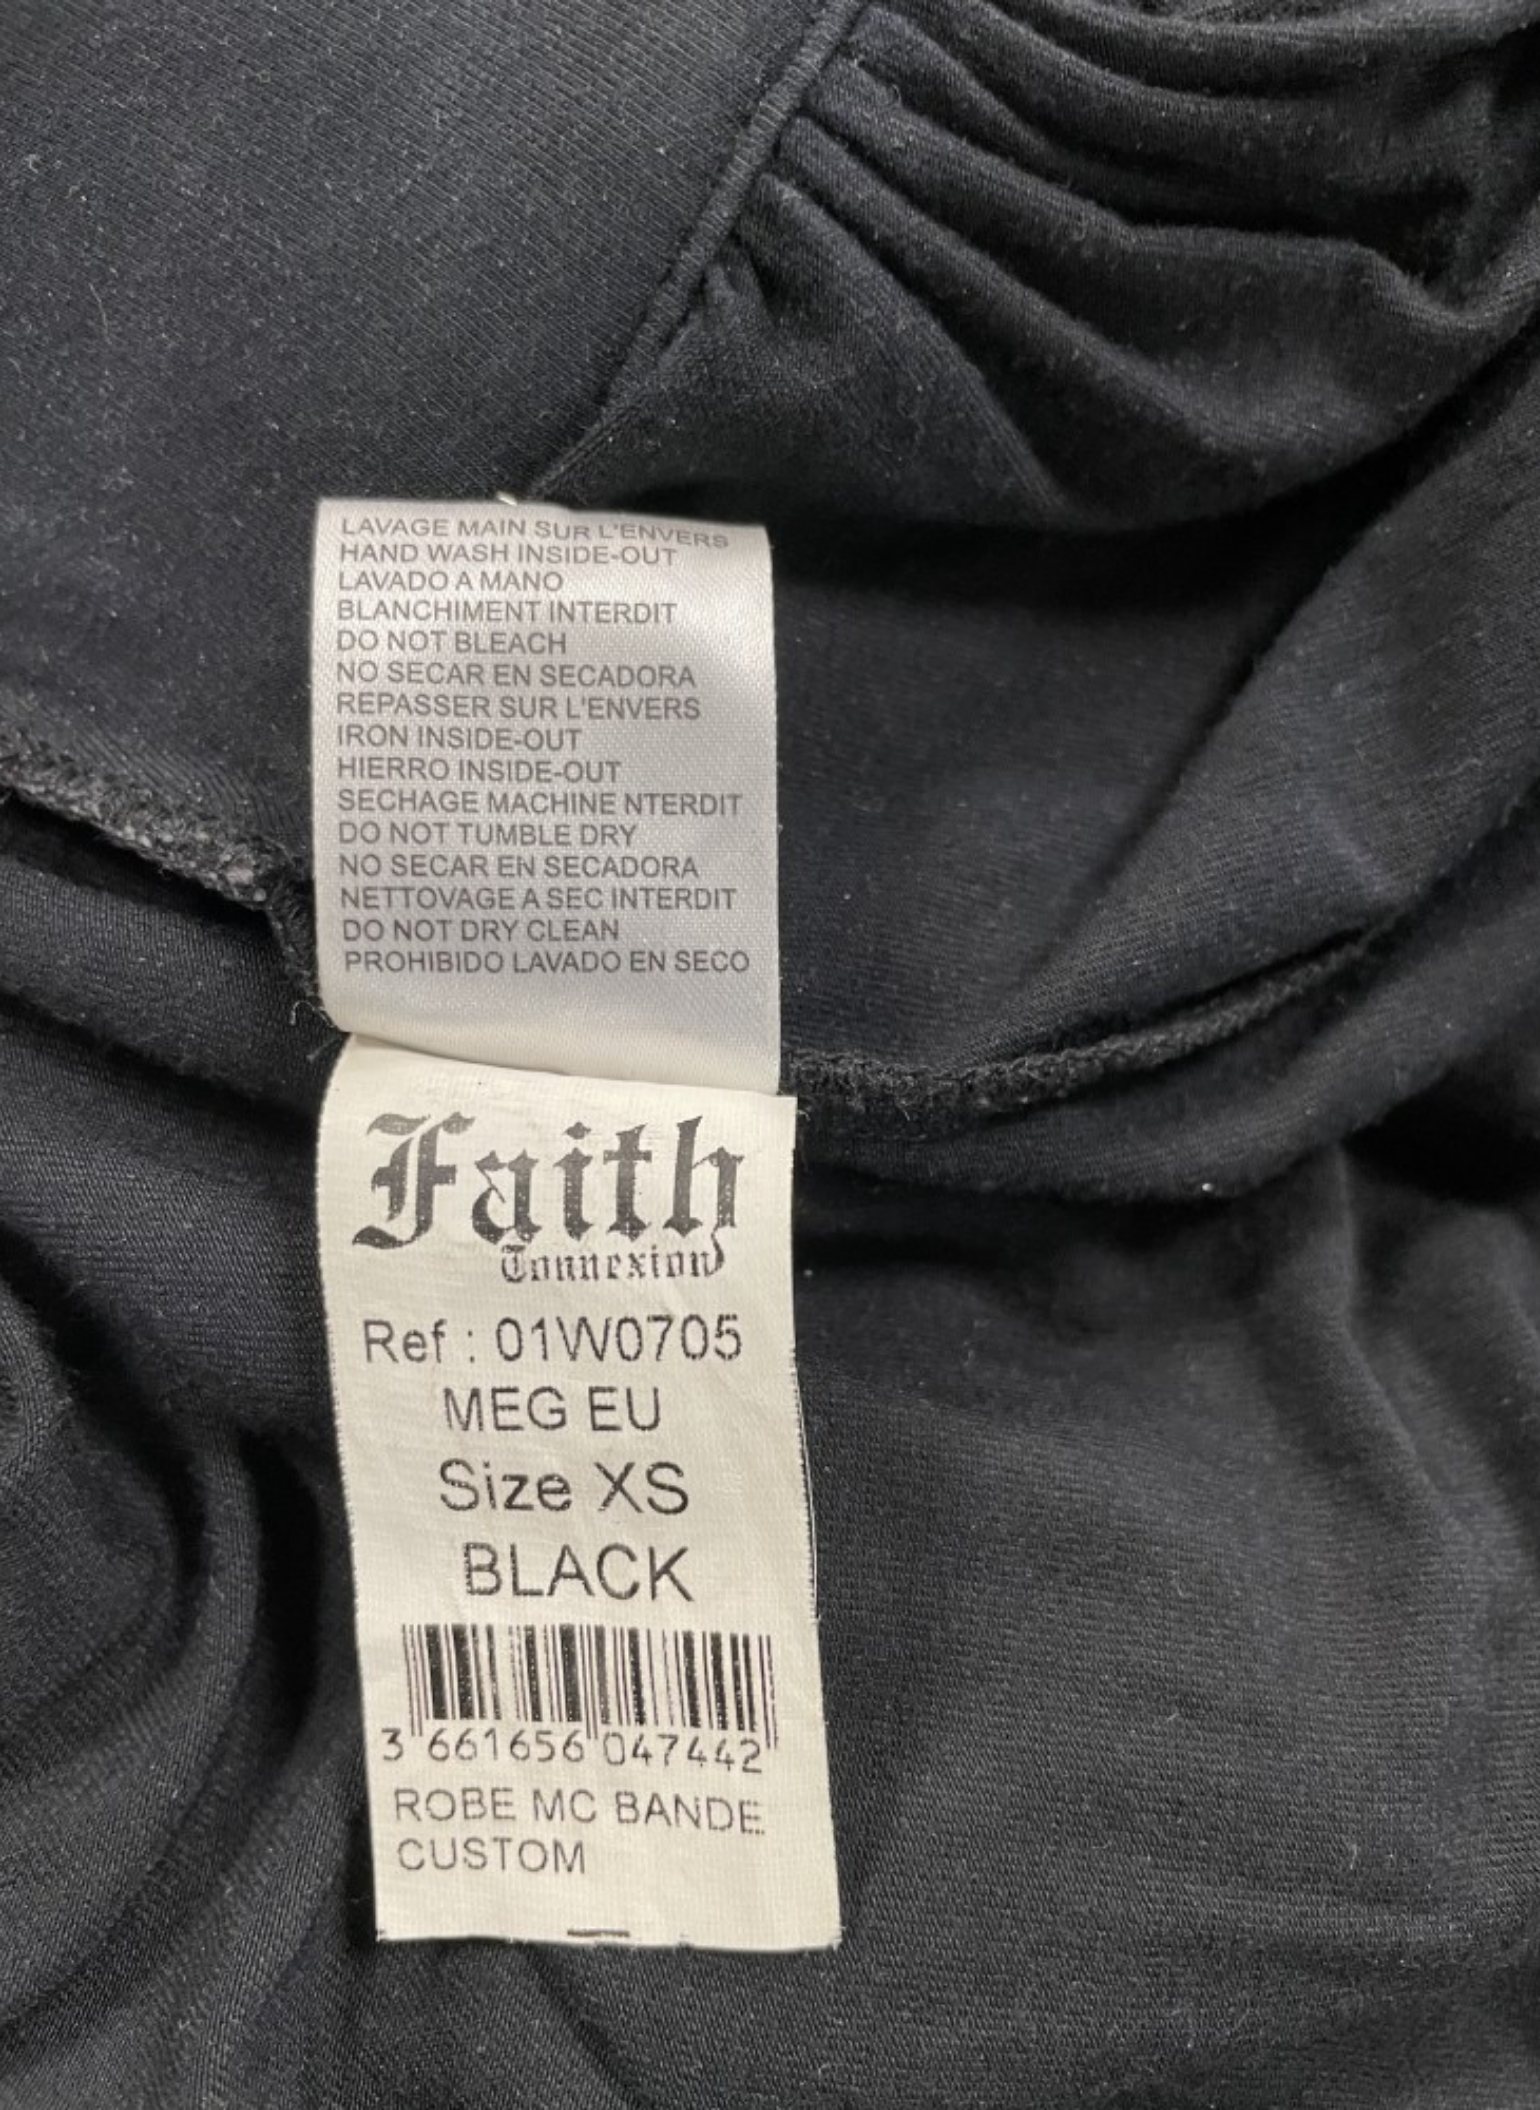 LAVAGE MAIN SUR L'ENVERS
HAND WASH INSIDE-OUT
LAVADO A MANO
BLANCHIMENT INTERDIT
DO NOT BLEACH
NO SECAR EN SECADORA
REPASSER SUR L'ENVERS
IRON INSIDE-OUT
HIERRO INSIDE-OUT
SECHAGE MACHINE NTERDIT
DO NOT TUMBLE DRY
NO SECAR EN SECADORA
NETTOVAGE A SEC INTERDIT
DO NOT DRY CLEAN
PROHIBIDO LAVADO EN SECO
Faith
Connexion
Ref : 01W0705
MEG EU
Size XS
BLACK
3 661656 047442
ROBE MC BANDE
CUSTOM